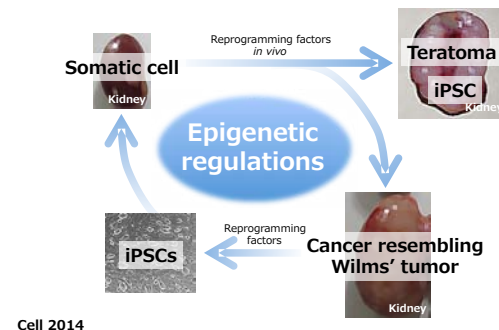 Reprogramming factors
in vivo
Somatic cell
Kidney
Teratoma
iPSC
Kidney
Epigenetic
regulations
iPSCs
Reprogramming
factors
Cancer resembling
Wilms’ tumor
Kidney
Cell 2014